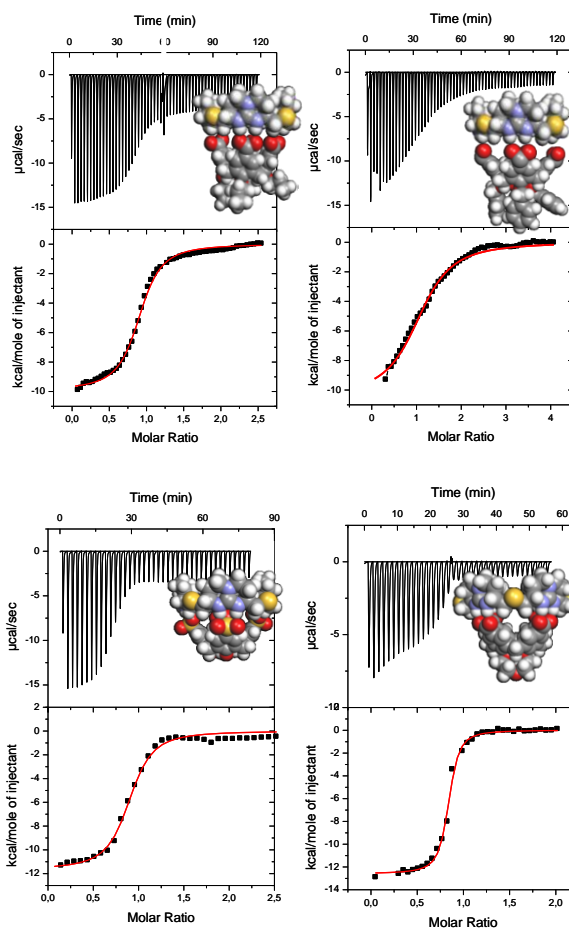 Time (min)
0 30 60 90 120
0
-5
-10
-15
µcal/sec
0
-2
-4
-6
-8
-10
kcal/mole of injectant
0,0 0,5 1,0 1,5 2,0 2,5
Molar Ratio
Time (min)
0 30 60 90 120
0
-5
-10
-15
µcal/sec
0
-2
-4
-6
-8
-10
kcal/mole of injectant
0 1 2 3 4
Molar Ratio
Time (min)
0 30 60 90
0
-5
-10
-15
µcal/sec
2
0
-2
-4
-6
-8
-10
-12
kcal/mole of injectant
0,0 0,5 1,0 1,5 2,0 2,5
Molar Ratio
Time (min)
0 10 20 30 40 50 60
0
-5
µcal/sec
0
-2
-4
-6
-8
-10
-12
-14
kcal/mole of injectant
0,0 0,5 1,0 1,5 2,0
Molar Ratio